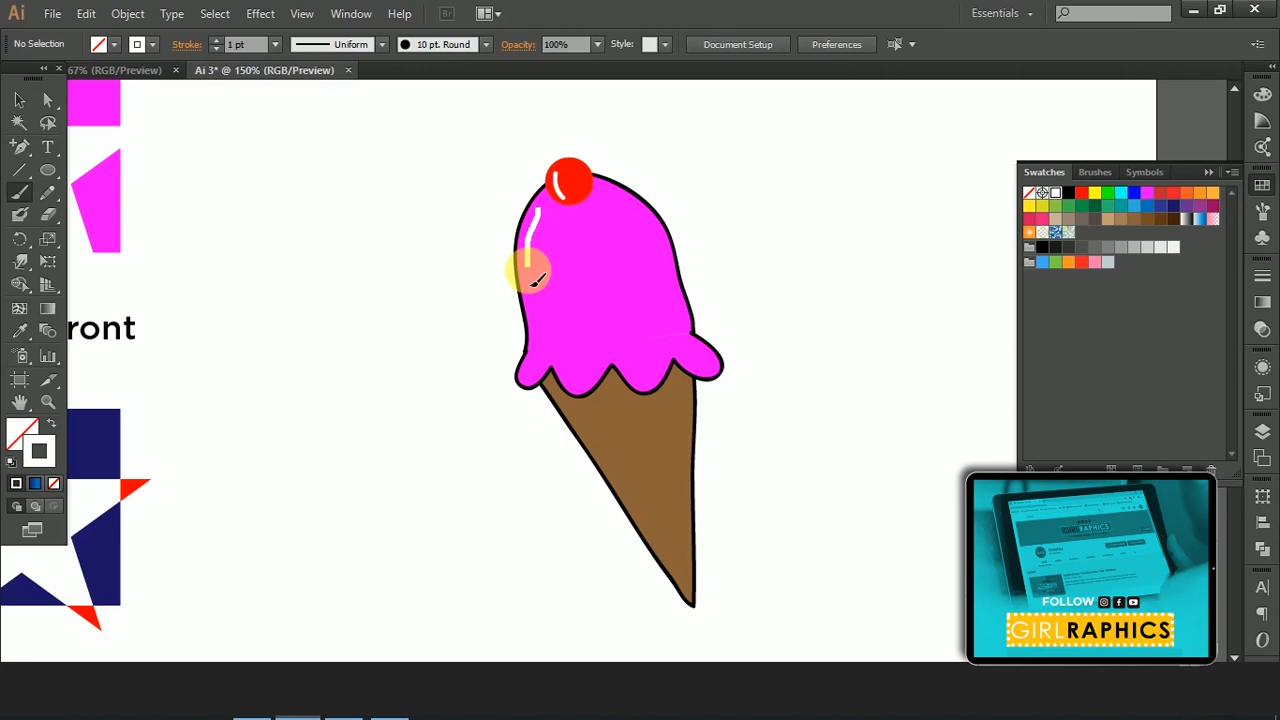 Ai File Edit Object Type Select Effect View Window Help Br Essentials
No Selection Stroke: 1 pt Uniform 10 pt. Round Opacity: 100% Style: Document Setup Preferences
67% (RGB/Preview) × Ai 3* @ 150% (RGB/Preview) ×
Swatches Brushes Symbols
ront
FOLLOW
GIRLRAPHICS